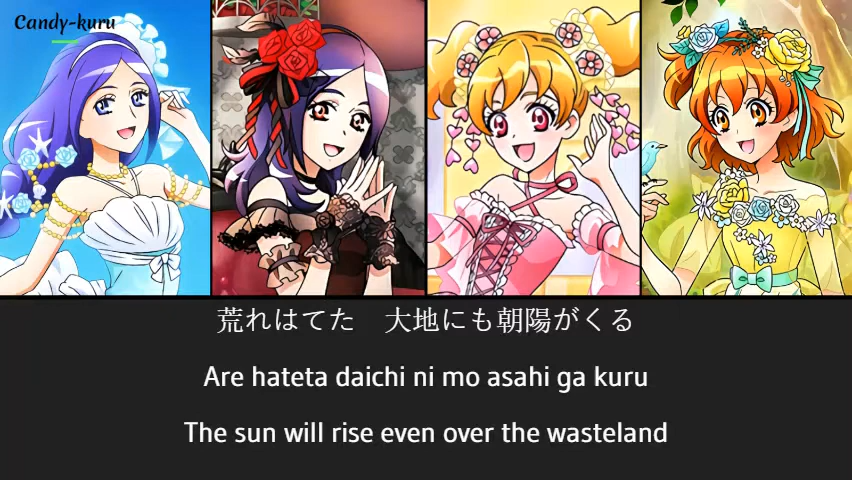 Candy-kuru
荒れはてた　大地にも朝陽がくる
Are hateta daichi ni mo asahi ga kuru
The sun will rise even over the wasteland